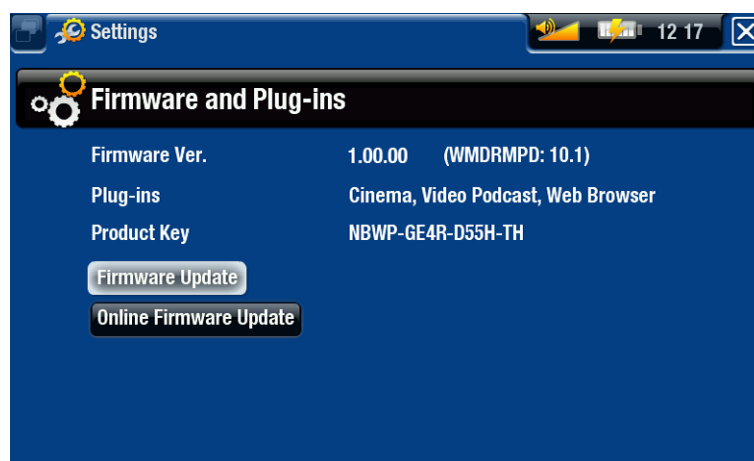 Settings 12 17
Firmware and Plug-ins
Firmware Ver. 1.00.00 (WMDRMPD: 10.1)
Plug-ins Cinema, Video Podcast, Web Browser
Product Key NBWP-GE4R-D55H-TH
Firmware Update
Online Firmware Update